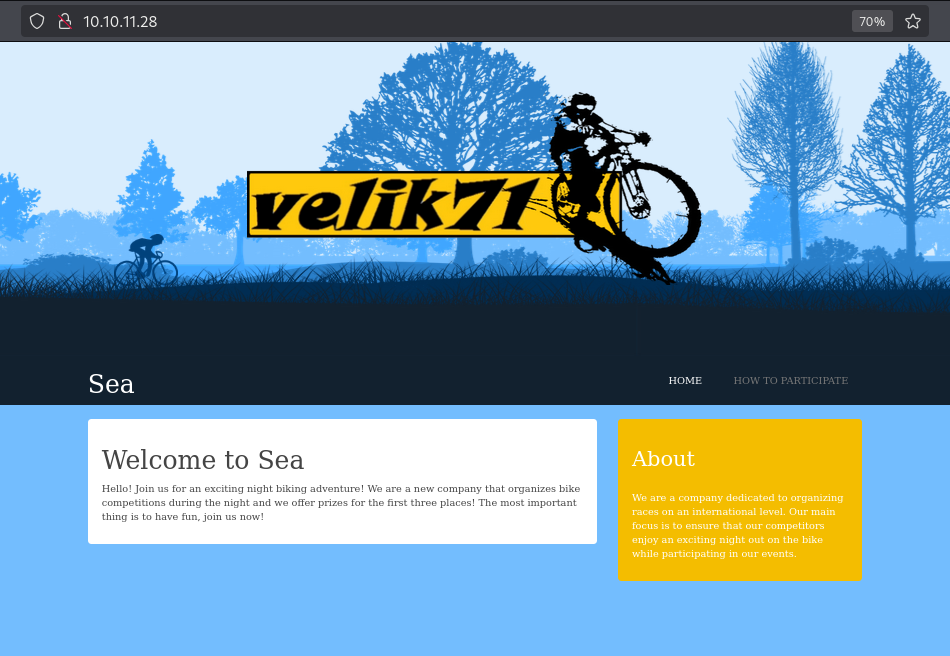 10.10.11.28
70%
velik71
Sea
HOME
HOW TO PARTICIPATE
Welcome to Sea
Hello! Join us for an exciting night biking adventure! We are a new company that organizes bike
competitions during the night and we offer prizes for the first three places! The most important
thing is to have fun, join us now!
About
We are a company dedicated to organizing
races on an international level. Our main
focus is to ensure that our competitors
enjoy an exciting night out on the bike
while participating in our events.